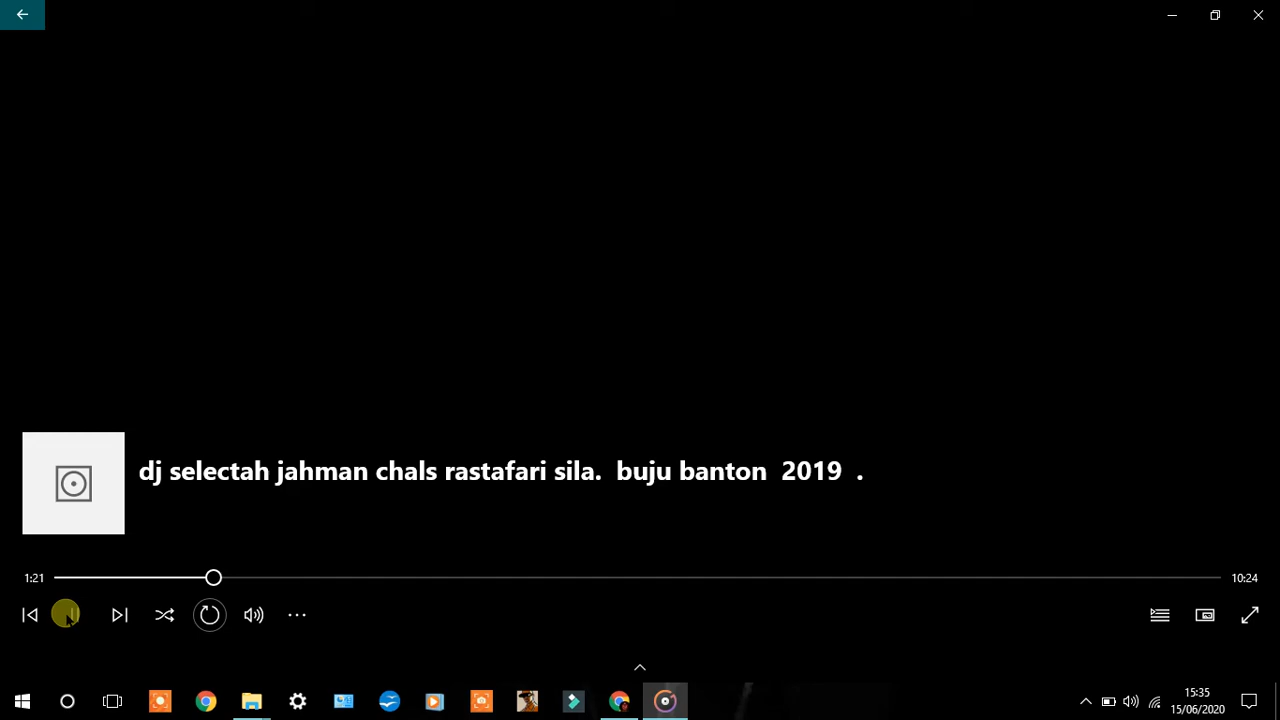 dj selectah jahman chals rastafari sila.  buju banton  2019  .
1:21
10:24
15:35
15/06/2020